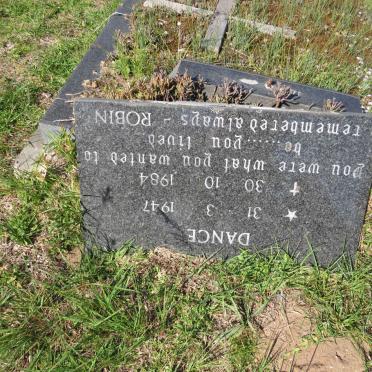 DANCE
★ 31 3 1947
✝ 30 10 1984
you were what you wanted to
be......you lived
remembered always - ROBIN